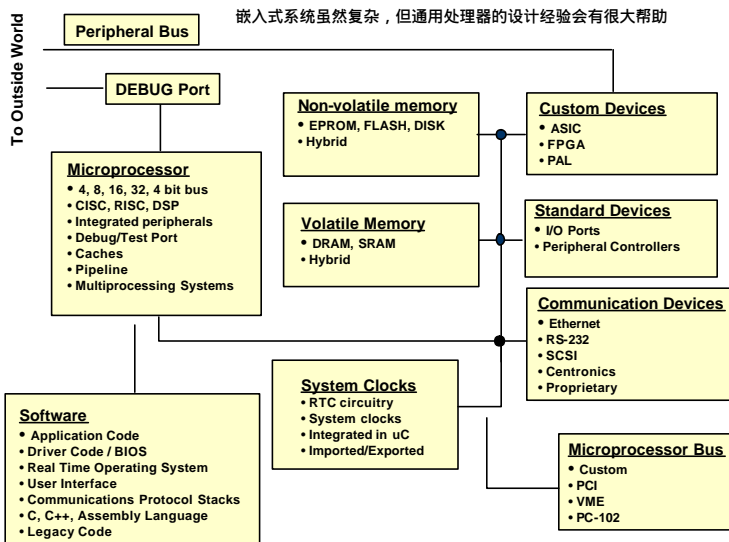 嵌入式系统虽然复杂，但通用处理器的设计经验会有很大帮助
To Outside World
Peripheral Bus
DEBUG Port
Microprocessor
• 4, 8, 16, 32, 4 bit bus
• CISC, RISC, DSP
• Integrated peripherals
• Debug/Test Port
• Caches
• Pipeline
• Multiprocessing Systems
Non-volatile memory
• EPROM, FLASH, DISK
• Hybrid
Custom Devices
• ASIC
• FPGA
• PAL
Volatile Memory
• DRAM, SRAM
• Hybrid
Standard Devices
• I/O Ports
• Peripheral Controllers
Communication Devices
• Ethernet
• RS-232
• SCSI
• Centronics
• Proprietary
System Clocks
• RTC circuitry
• System clocks
• Integrated in uC
• Imported/Exported
Software
• Application Code
• Driver Code / BIOS
• Real Time Operating System
• User Interface
• Communications Protocol Stacks
• C, C++, Assembly Language
• Legacy Code
Microprocessor Bus
• Custom
• PCI
• VME
• PC-102